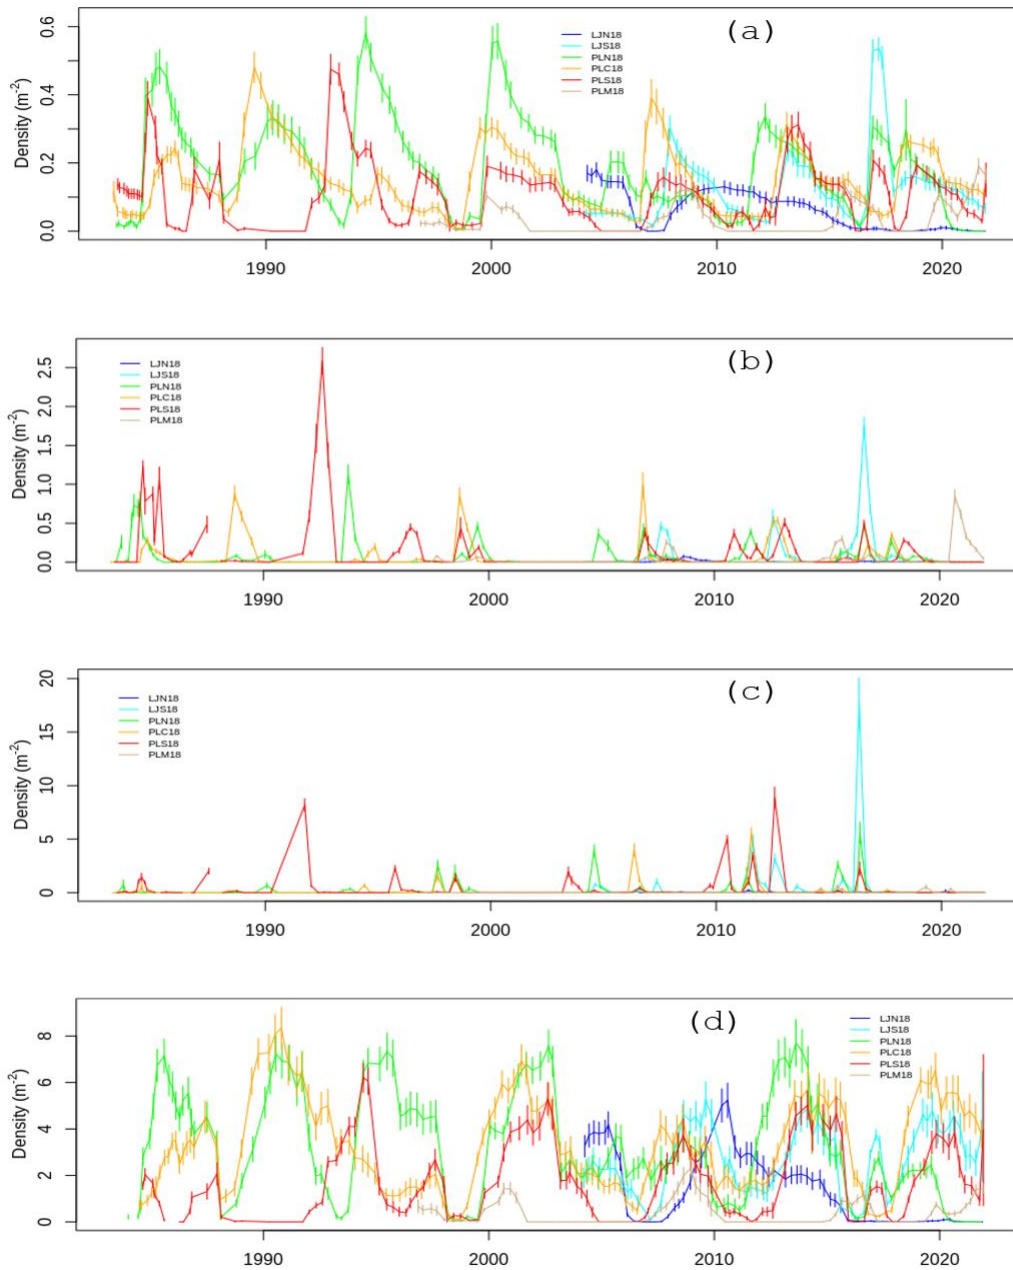 (a)
LJN18
LJS18
PLN18
PLC18
PLS18
PLM18
Density (m⁻²)
0.6
0.4
0.2
0.0
1990
2000
2010
2020
(b)
LJN18
LJS18
PLN18
PLC18
PLS18
PLM18
Density (m⁻²)
2.5
2.0
1.5
1.0
0.5
0.0
1990
2000
2010
2020
(c)
LJN18
LJS18
PLN18
PLC18
PLS18
PLM18
Density (m⁻²)
20
15
10
5
0
1990
2000
2010
2020
(d)
LJN18
LJS18
PLN18
PLC18
PLS18
PLM18
Density (m⁻²)
8
6
4
2
0
1990
2000
2010
2020